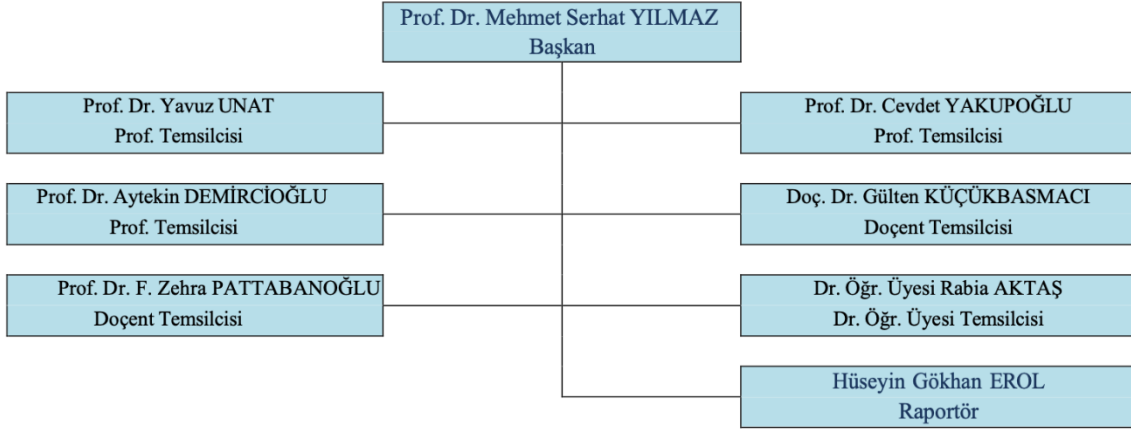 Prof. Dr. Mehmet Serhat YILMAZ
Başkan
Prof. Dr. Yavuz UNAT
Prof. Temsilcisi
Prof. Dr. Cevdet YAKUPOĞLU
Prof. Temsilcisi
Prof. Dr. Aytekin DEMİRCİOĞLU
Prof. Temsilcisi
Doç. Dr. Gülten KÜÇÜKBASMACI
Doçent Temsilcisi
Prof. Dr. F. Zehra PATTABANOĞLU
Doçent Temsilcisi
Dr. Öğr. Üyesi Rabia AKTAŞ
Dr. Öğr. Üyesi Temsilcisi
Hüseyin Gökhan EROL
Raportör